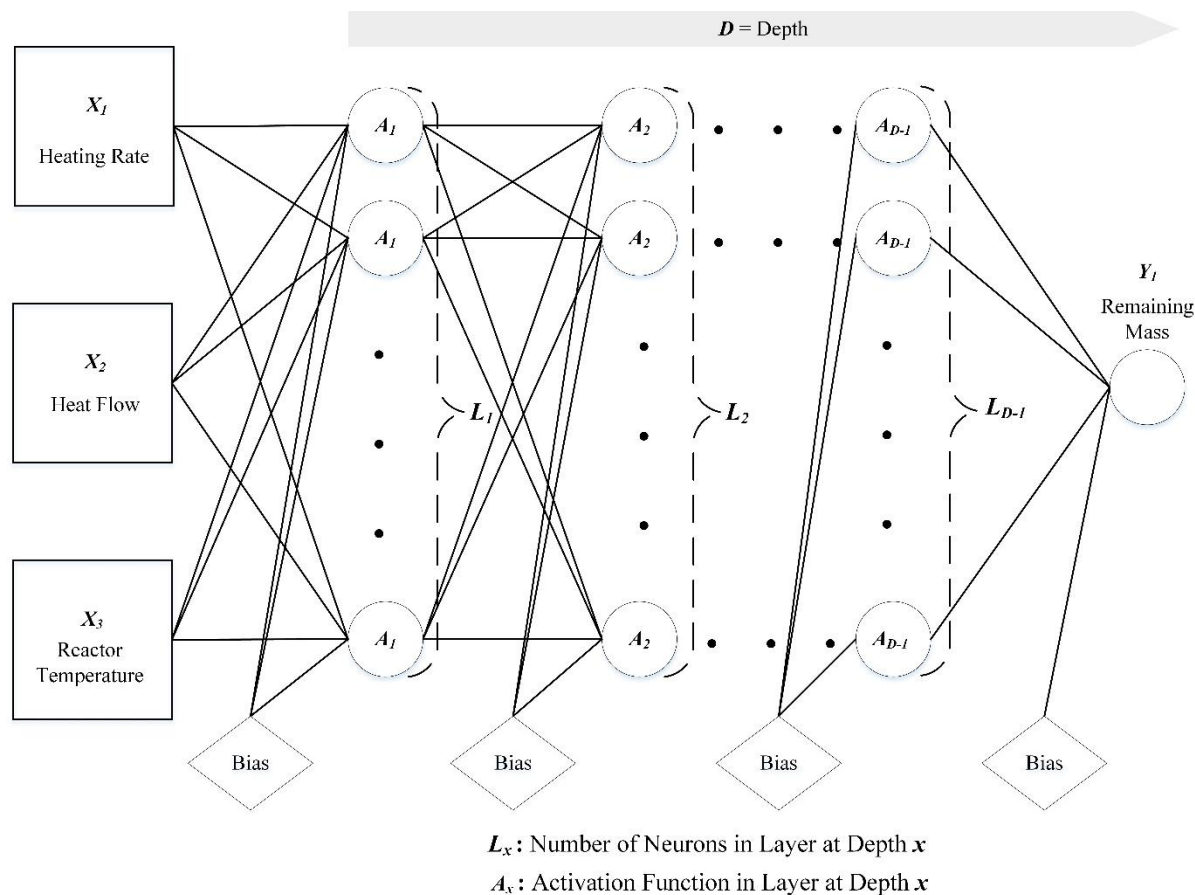 D = Depth
X1
Heating Rate
X2
Heat Flow
X3
Reactor
Temperature
A1
A1
A1
L1
A2
A2
A2
L2
AD-1
AD-1
AD-1
LD-1
Y1
Remaining
Mass
Bias
Bias
Bias
Bias
Lx : Number of Neurons in Layer at Depth x
Ax : Activation Function in Layer at Depth x